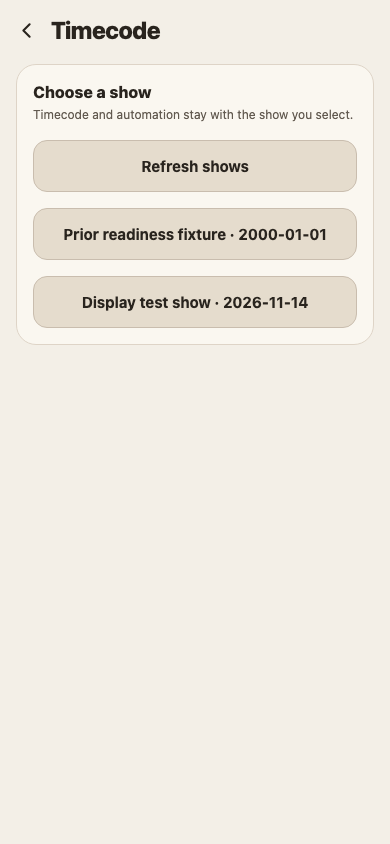 Timecode
Choose a show
Timecode and automation stay with the show you select.
Refresh shows
Prior readiness fixture · 2000-01-01
Display test show · 2026-11-14